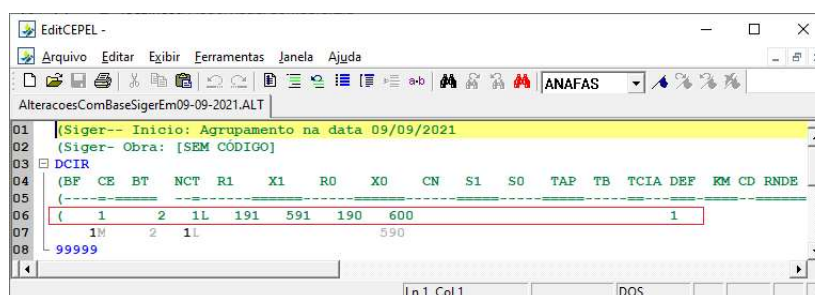 EditCEPEL -
Arquivo Editar Exibir Ferramentas Janela Ajuda
ANAFAS
AlteracoesComBaseSigerEm09-09-2021.ALT
01 (Siger-- Inicio: Agrupamento na data 09/09/2021
02 (Siger- Obra: [SEM CÓDIGO]
03 DCIR
04 (BF CE BT NCT R1 X1 R0 X0 CN S1 S0 TAP TB TCIA DEF KM CD RNDE
05 (----=-===== --=------======------======------======-----=====-----==---===----==--======
06 ( 1 2 1L 191 591 190 600 1
07 1M 2 1L 590
08 99999
Ln 1, Col 1 DOS